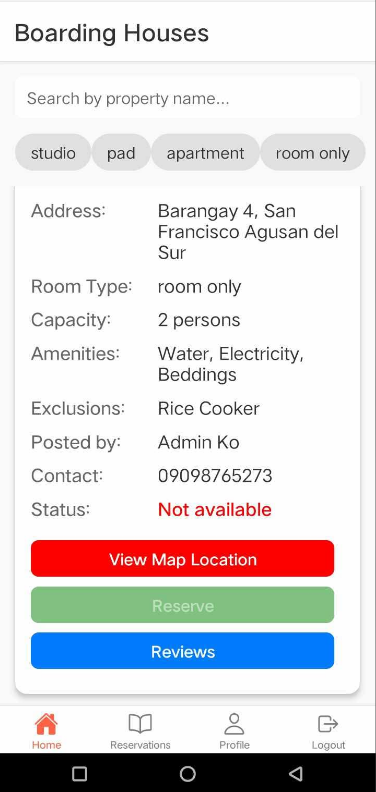 Boarding Houses
Search by property name...
studio pad apartment room only
Address: Barangay 4, San
Francisco Agusan del
Sur
Room Type: room only
Capacity: 2 persons
Amenities: Water, Electricity,
Beddings
Exclusions: Rice Cooker
Posted by: Admin Ko
Contact: 09098765273
Status: Not available
View Map Location
Reserve
Reviews
Home Reservations Profile Logout